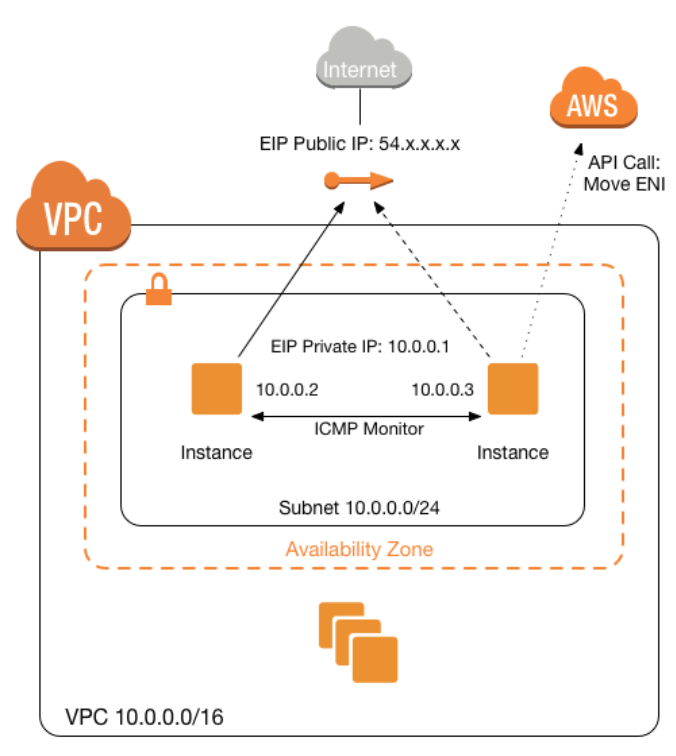 Internet
AWS
EIP Public IP: 54.x.x.x.x
API Call:
Move ENI
VPC
EIP Private IP: 10.0.0.1
10.0.0.2
10.0.0.3
ICMP Monitor
Instance
Instance
Subnet 10.0.0.0/24
Availability Zone
VPC 10.0.0.0/16